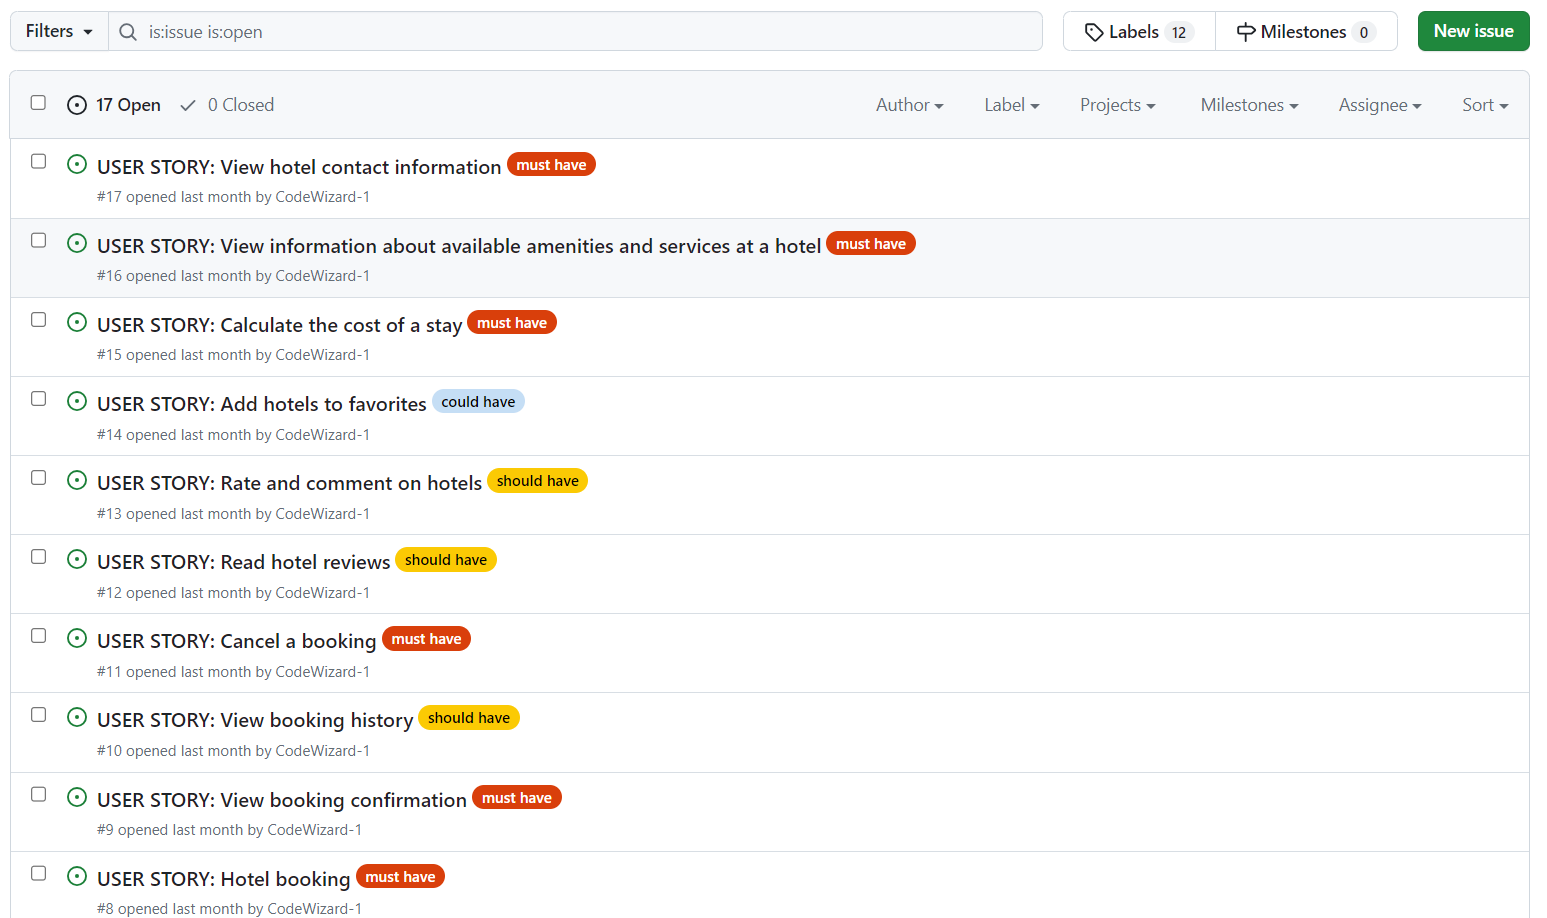 Filters is:issue is:open Labels 12 Milestones 0 New issue
17 Open 0 Closed Author Label Projects Milestones Assignee Sort
USER STORY: View hotel contact information must have
#17 opened last month by CodeWizard-1
USER STORY: View information about available amenities and services at a hotel must have
#16 opened last month by CodeWizard-1
USER STORY: Calculate the cost of a stay must have
#15 opened last month by CodeWizard-1
USER STORY: Add hotels to favorites could have
#14 opened last month by CodeWizard-1
USER STORY: Rate and comment on hotels should have
#13 opened last month by CodeWizard-1
USER STORY: Read hotel reviews should have
#12 opened last month by CodeWizard-1
USER STORY: Cancel a booking must have
#11 opened last month by CodeWizard-1
USER STORY: View booking history should have
#10 opened last month by CodeWizard-1
USER STORY: View booking confirmation must have
#9 opened last month by CodeWizard-1
USER STORY: Hotel booking must have
#8 opened last month by CodeWizard-1